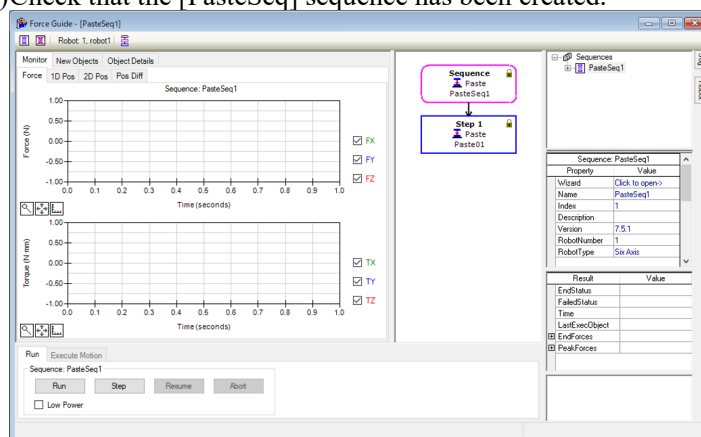 )Check that the [PasteSeq] sequence has been created.
Force Guide - [PasteSeq1]
Robot: 1, robot1
Monitor New Objects Object Details
Force 1D Pos 2D Pos Pos Diff
Sequence: PasteSeq1
1.00
0.50
0.00
-0.50
-1.00
Force (N)
0.0 0.1 0.2 0.3 0.4 0.5 0.6 0.7 0.8 0.9 1.0
Time (seconds)
FX
FY
FZ
1.00
0.50
0.00
-0.50
-1.00
Torque (N mm)
0.0 0.1 0.2 0.3 0.4 0.5 0.6 0.7 0.8 0.9 1.0
Time (seconds)
TX
TY
TZ
Run Execute Motion
Sequence: PasteSeq1
Run Step Resume Abort
Low Power
Sequence
Paste
PasteSeq1
Step 1
Paste
Paste01
Sequences
PasteSeq1
Sequence: PasteSeq1
Property Value
Wizard Click to open->
Name PasteSeq1
Index 1
Description
Version 7.5.1
RobotNumber 1
RobotType Six Axis
Result Value
EndStatus
FailedStatus
Time
LastExecObject
EndForces
PeakForces